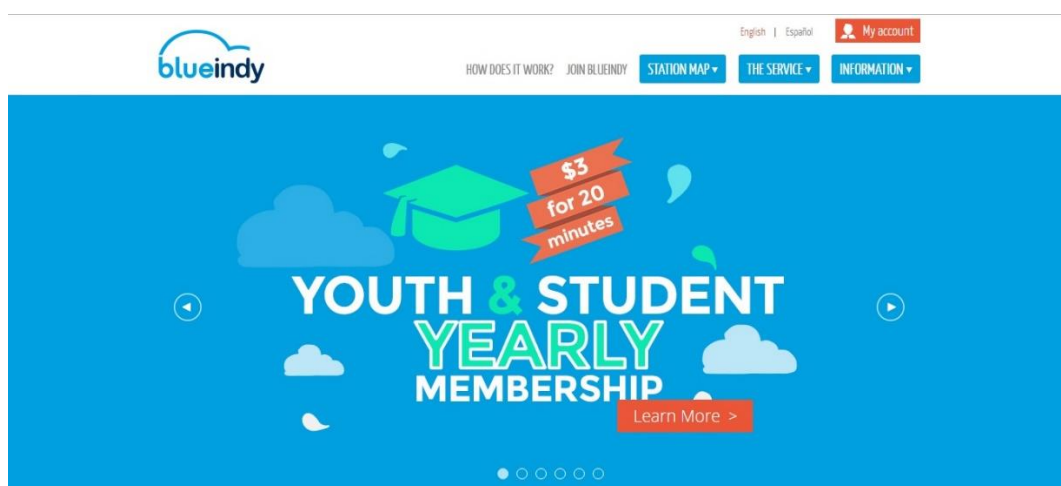 English | Español
My account
blueindy
HOW DOES IT WORK? JOIN BLUEINDY STATION MAP ▾ THE SERVICE ▾ INFORMATION ▾
$3
for 20
minutes
YOUTH & STUDENT
YEARLY
MEMBERSHIP
Learn More >